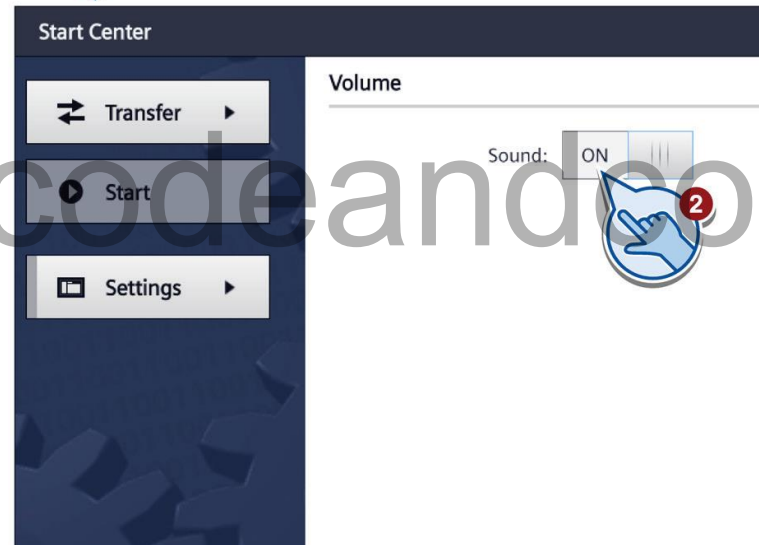 Start Center
Transfer
Start
Settings
Volume
Sound: ON
2
codeandco